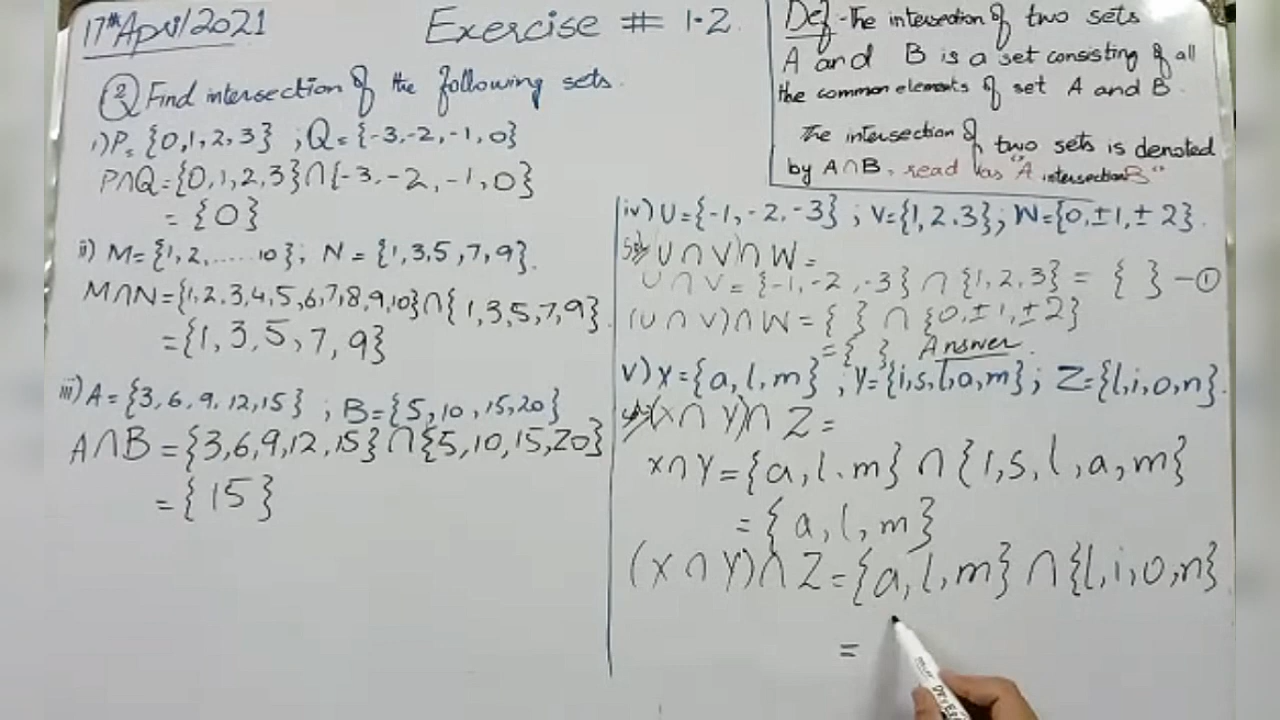 17th April/2021
Exercise # 1.2
Q2 Find intersection of the following sets.
i) P= {0,1,2,3} ; Q={-3,-2,-1,0}
P∩Q={0,1,2,3}∩{-3,-2,-1,0}
= {0}
ii) M={1,2,.....10}; N = {1,3,5,7,9}.
M∩N={1,2,3,4,5,6,7,8,9,10}∩{1,3,5,7,9}
={1,3,5,7,9}
iii) A={3,6,9,12,15} ; B={5,10,15,20}
A∩B={3,6,9,12,15}∩{5,10,15,20}
={15}
Def - The intersection of two sets
A and B is a set consisting of all
the common elements of set A and B.
The intersection of two sets is denoted
by A∩B, read as "A intersection B"
iv) U={-1,-2,-3} ; V={1,2,3}; W={0,±1,±2}.
Sol U∩V)∩W=
U∩V={-1,-2,-3} ∩ {1,2,3} = { } -①
(U∩V)∩W={ } ∩ {0,±1,±2}
={ } Answer.
v) X={a,l,m} ; Y={i,s,l,a,m}; Z={l,i,o,n}.
(X∩Y)∩Z=
X∩Y={a,l,m} ∩{i,s,l,a,m}
={a,l,m}
(X∩Y)∩Z={a,l,m} ∩{l,i,o,n}
=